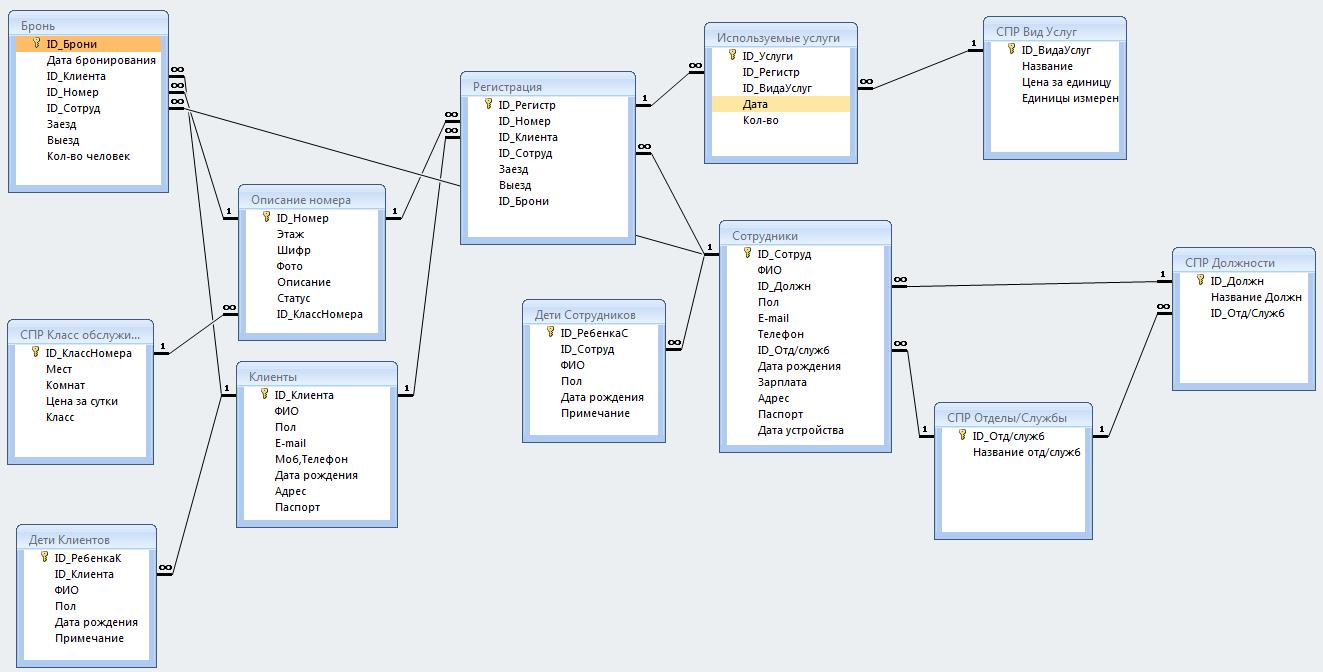 Бронь
ID_Брони
Дата бронирования
ID_Клиента
ID_Номер
ID_Сотруд
Заезд
Выезд
Кол-во человек
∞
∞
∞
Описание номера
ID_Номер
Этаж
Шифр
Фото
Описание
Статус
ID_КлассНомера
1
1
∞
СПР Класс обслужи...
ID_КлассНомера
Мест
Комнат
Цена за сутки
Класс
1
Клиенты
ID_Клиента
ФИО
Пол
E-mail
Моб,Телефон
Дата рождения
Адрес
Паспорт
1
1
Дети Клиентов
ID_РебенкаК
ID_Клиента
ФИО
Пол
Дата рождения
Примечание
∞
Регистрация
ID_Регистр
ID_Номер
ID_Клиента
ID_Сотруд
Заезд
Выезд
ID_Брони
∞
∞
1
∞
Используемые услуги
ID_Услуги
ID_Регистр
ID_ВидаУслуг
Дата
Кол-во
∞
∞
СПР Вид Услуг
ID_ВидаУслуг
Название
Цена за единицу
Единицы измерен
1
Дети Сотрудников
ID_РебенкаС
ID_Сотруд
ФИО
Пол
Дата рождения
Примечание
∞
Сотрудники
ID_Сотруд
ФИО
ID_Должн
Пол
E-mail
Телефон
ID_Отд/служб
Дата рождения
Зарплата
Адрес
Паспорт
Дата устройства
1
∞
∞
СПР Должности
ID_Должн
Название Должн
ID_Отд/Служб
1
∞
СПР Отделы/Службы
ID_Отд/служб
Название отд/служб
1
1